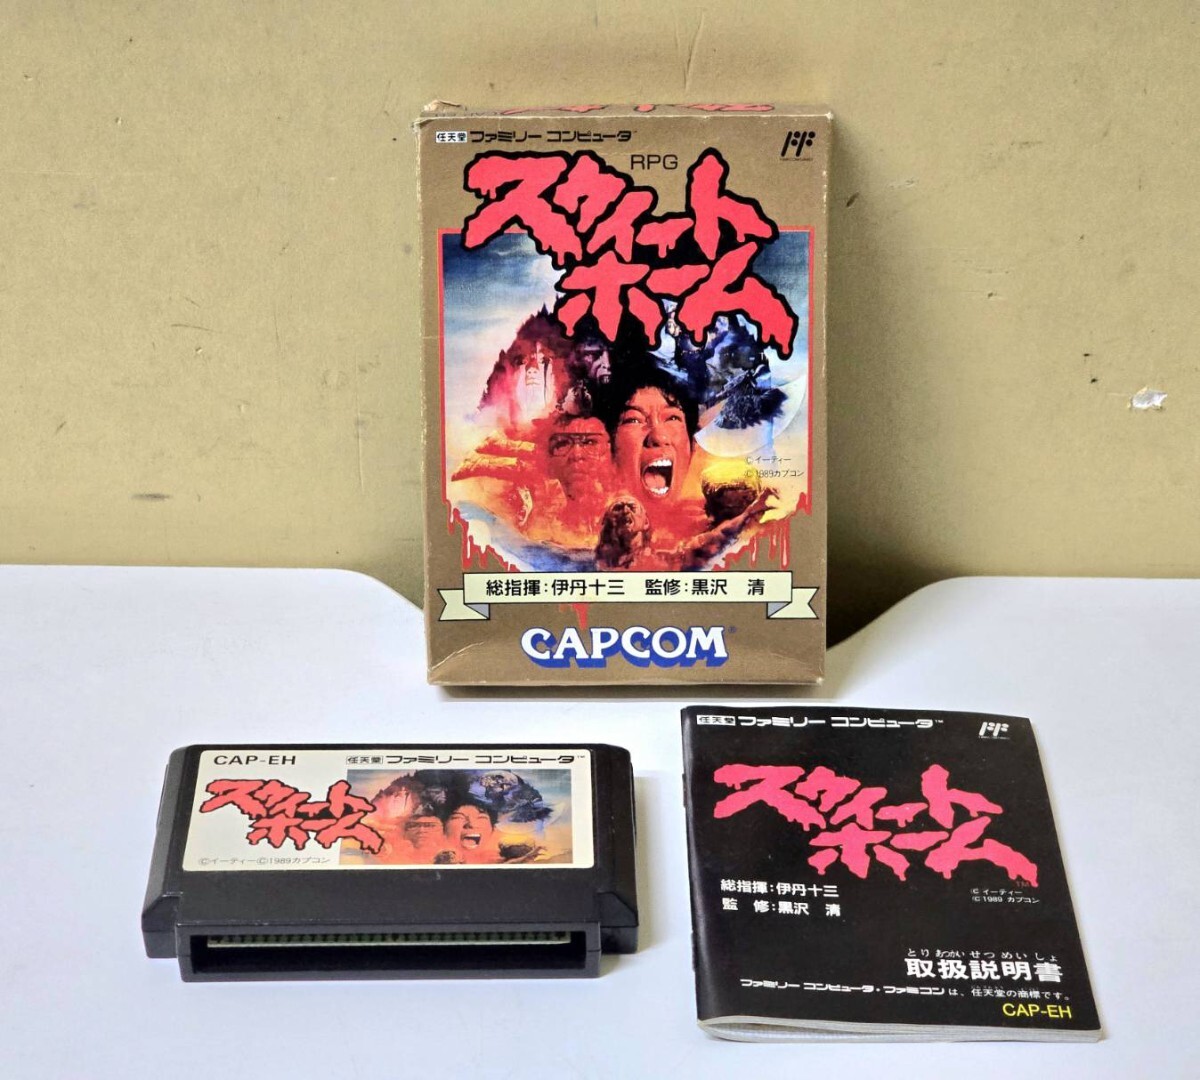 任天堂 ファミリー コンピュータ™
RPG
スウィートホーム
©イーティー
©1989カプコン
総指揮:伊丹十三 監修:黒沢 清
CAPCOM®
CAP-EH
任天堂 ファミリー コンピュータ™
スウィートホーム
©イーティー©1989カプコン
任天堂 ファミリー コンピュータ™
スウィート
ホーム™
総指揮:伊丹十三
監 修:黒沢 清
© イーティー
© 1989 カプコン
とりあつかいせつめいしょ
取扱説明書
ファミリー コンピュータ・ファミコン は、任天堂の商標です。
CAP-EH